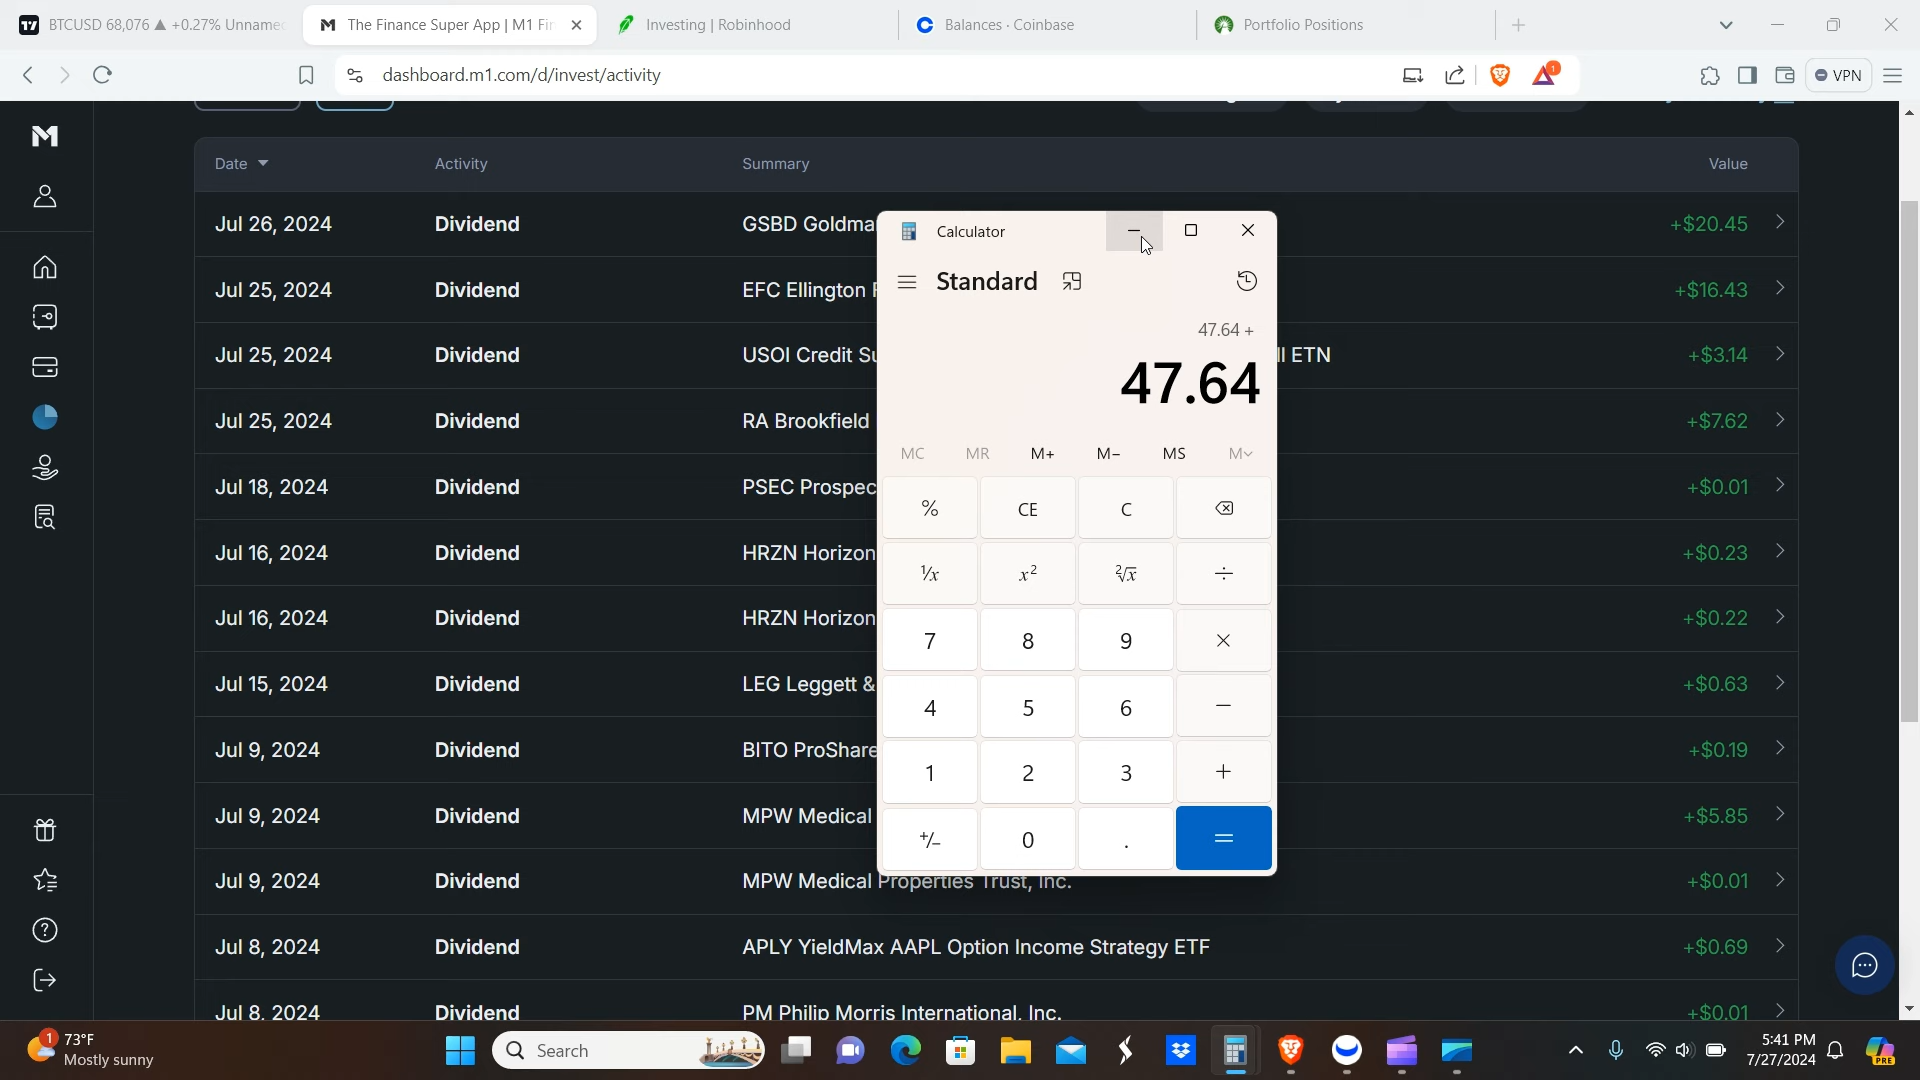 BTCUSD 68,076 ▲ +0.27% Unname
The Finance Super App | M1 Fir
Investing | Robinhood
Balances · Coinbase
Portfolio Positions
dashboard.m1.com/d/invest/activity
1
VPN
Date Activity Summary Value
Jul 26, 2024 Dividend GSBD Goldma +$20.45
Jul 25, 2024 Dividend EFC Ellington +$16.43
Jul 25, 2024 Dividend USOI Credit Su ETN +$3.14
Jul 25, 2024 Dividend RA Brookfield +$7.62
Jul 18, 2024 Dividend PSEC Prospec +$0.01
Jul 16, 2024 Dividend HRZN Horizon +$0.23
Jul 16, 2024 Dividend HRZN Horizon +$0.22
Jul 15, 2024 Dividend LEG Leggett & +$0.63
Jul 9, 2024 Dividend BITO ProShare +$0.19
Jul 9, 2024 Dividend MPW Medical +$5.85
Jul 9, 2024 Dividend MPW Medical Properties Trust, Inc. +$0.01
Jul 8, 2024 Dividend APLY YieldMax AAPL Option Income Strategy ETF +$0.69
Jul 8, 2024 Dividend PM Philip Morris International, Inc. +$0.01
Calculator
Standard
47.64 +
47.64
MC MR M+ M− MS M
% CE C
¹/x x² ²√x ÷
7 8 9 ×
4 5 6 −
1 2 3 +
+/− 0 . =
1
73°F
Mostly sunny
Search
5:41 PM
7/27/2024
PRE